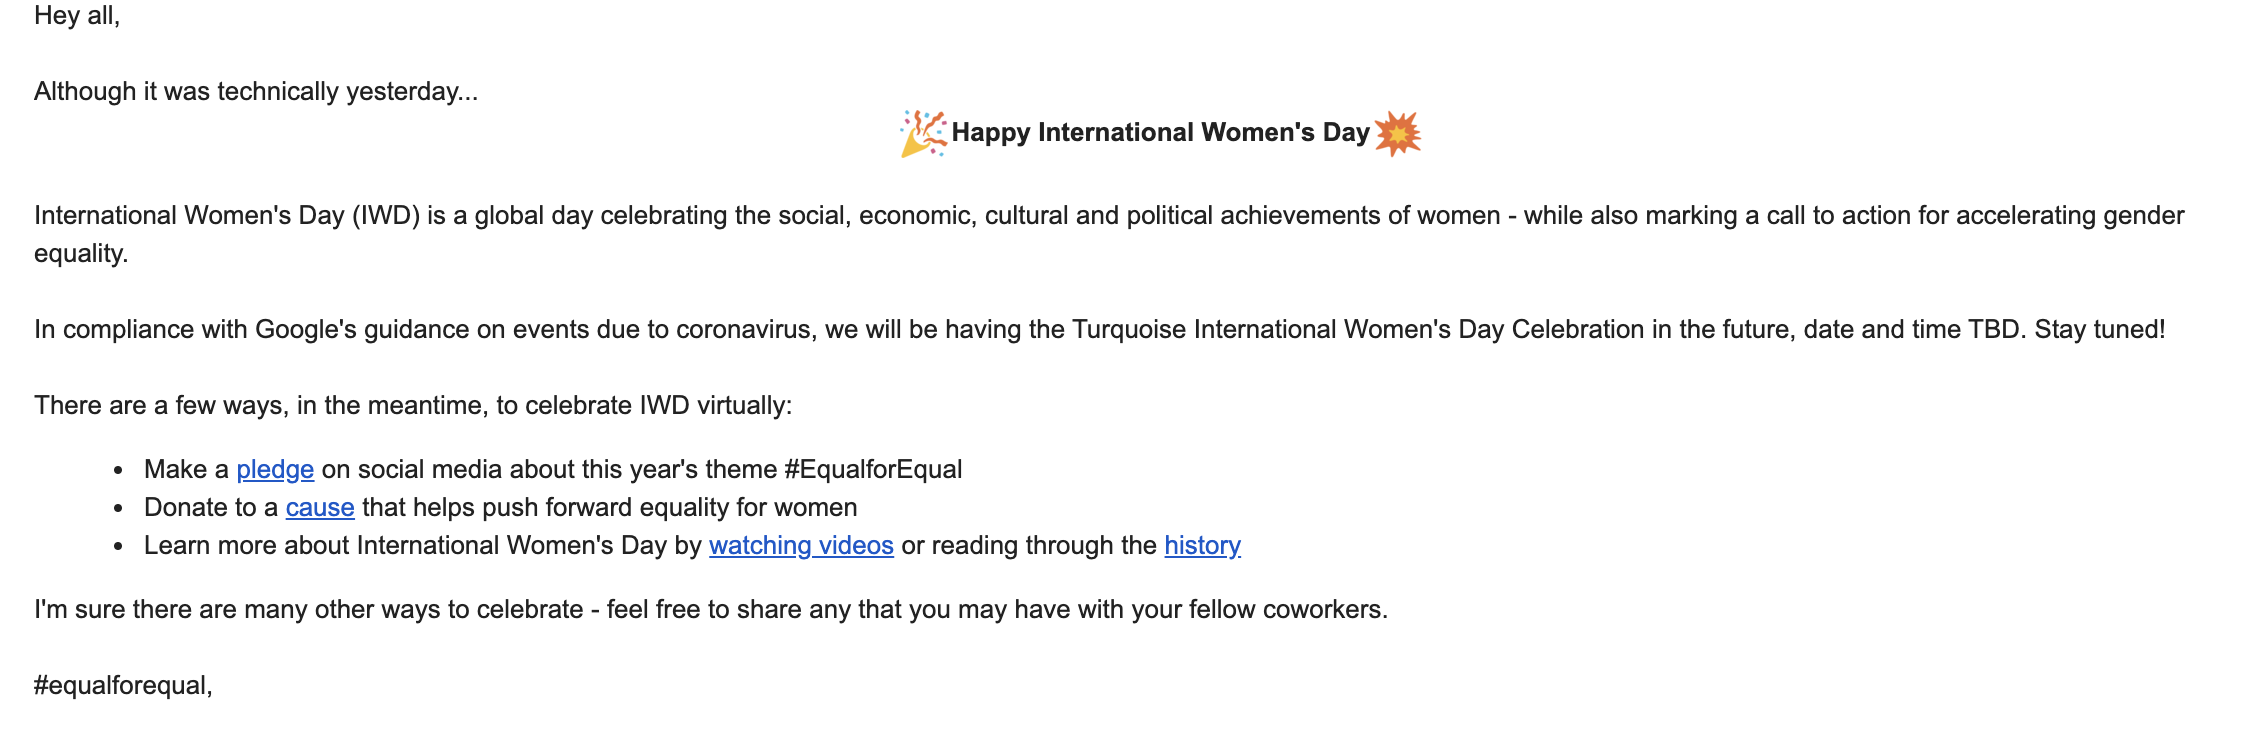 Hey all,
Although it was technically yesterday...
🎉Happy International Women's Day💥
International Women's Day (IWD) is a global day celebrating the social, economic, cultural and political achievements of women - while also marking a call to action for accelerating gender
equality.
In compliance with Google's guidance on events due to coronavirus, we will be having the Turquoise International Women's Day Celebration in the future, date and time TBD. Stay tuned!
There are a few ways, in the meantime, to celebrate IWD virtually:
• Make a pledge on social media about this year's theme #EqualforEqual
• Donate to a cause that helps push forward equality for women
• Learn more about International Women's Day by watching videos or reading through the history
I'm sure there are many other ways to celebrate - feel free to share any that you may have with your fellow coworkers.
#equalforequal,